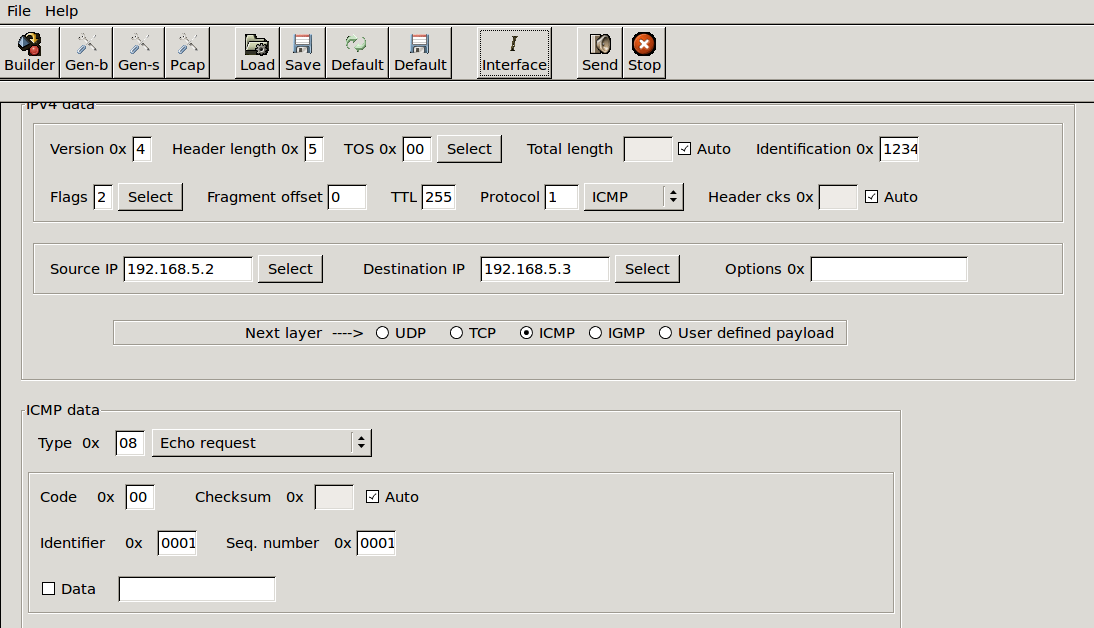 File Help
Builder Gen-b Gen-s Pcap Load Save Default Default Interface Send Stop
IPv4 data
Version 0x 4 Header length 0x 5 TOS 0x 00 Select Total length Auto Identification 0x 1234
Flags 2 Select Fragment offset 0 TTL 255 Protocol 1 ICMP Header cks 0x Auto
Source IP 192.168.5.2 Select Destination IP 192.168.5.3 Select Options 0x
Next layer ----> UDP TCP ICMP IGMP User defined payload
ICMP data
Type 0x 08 Echo request
Code 0x 00 Checksum 0x Auto
Identifier 0x 0001 Seq. number 0x 0001
Data